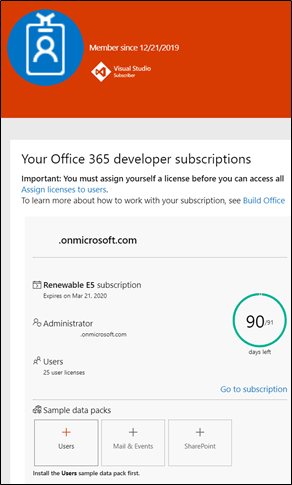 Member since 12/21/2019
Visual Studio
Subscriber
Your Office 365 developer subscriptions
Important: You must assign yourself a license before you can access all
Assign licenses to users.
To learn more about how to work with your subscription, see Build Office
.onmicrosoft.com
Renewable E5 subscription
Expires on Mar 21, 2020
90/91
days left
Administrator
.onmicrosoft.com
Users
25 user licenses
Go to subscription
Sample data packs
+ + +
Users Mail & Events SharePoint
Install the Users sample data pack first.